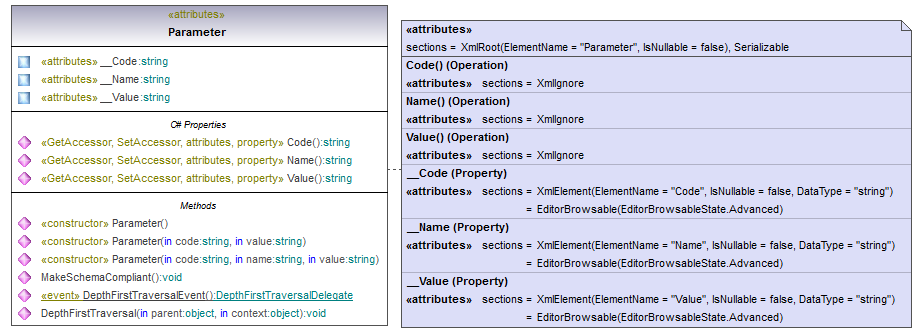 «attributes»
Parameter
«attributes» __Code:string
«attributes» __Name:string
«attributes» __Value:string
C# Properties
«GetAccessor, SetAccessor, attributes, property» Code():string
«GetAccessor, SetAccessor, attributes, property» Name():string
«GetAccessor, SetAccessor, attributes, property» Value():string
Methods
«constructor» Parameter()
«constructor» Parameter(in code:string, in value:string)
«constructor» Parameter(in code:string, in name:string, in value:string)
MakeSchemaCompliant():void
«event» DepthFirstTraversalEvent():DepthFirstTraversalDelegate
DepthFirstTraversal(in parent:object, in context:object):void
«attributes»
sections = XmlRoot(ElementName = "Parameter", IsNullable = false), Serializable
Code() (Operation)
«attributes» sections = XmlIgnore
Name() (Operation)
«attributes» sections = XmlIgnore
Value() (Operation)
«attributes» sections = XmlIgnore
__Code (Property)
«attributes» sections = XmlElement(ElementName = "Code", IsNullable = false, DataType = "string")
= EditorBrowsable(EditorBrowsableState.Advanced)
__Name (Property)
«attributes» sections = XmlElement(ElementName = "Name", IsNullable = false, DataType = "string")
= EditorBrowsable(EditorBrowsableState.Advanced)
__Value (Property)
«attributes» sections = XmlElement(ElementName = "Value", IsNullable = false, DataType = "string")
= EditorBrowsable(EditorBrowsableState.Advanced)